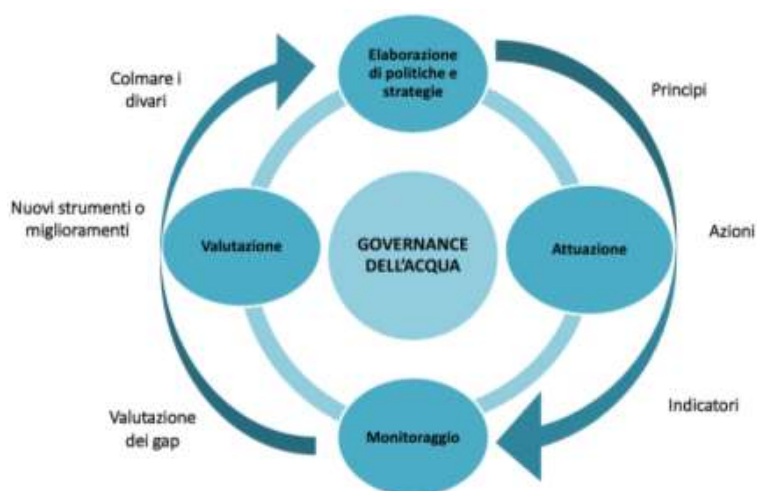 Elaborazione
di politiche e
strategie
Colmare i
divari
Principi
Nuovi strumenti o
miglioramenti
Valutazione
GOVERNANCE
DELL'ACQUA
Attuazione
Azioni
Valutazione
dei gap
Monitoraggio
Indicatori